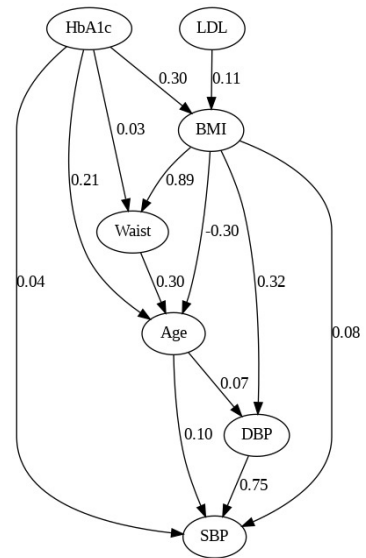 HbA1c LDL
0.30 0.11
BMI
0.03
0.21 0.89
Waist -0.30
0.04 0.30 0.32
Age 0.08
0.07
0.10 DBP
0.75
SBP